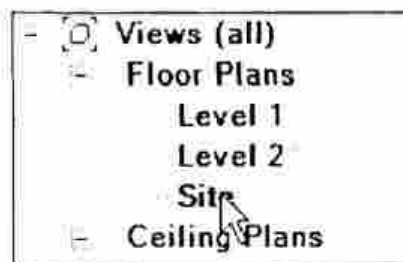 Views (all)
Floor Plans
Level 1
Level 2
Site
Ceiling Plans